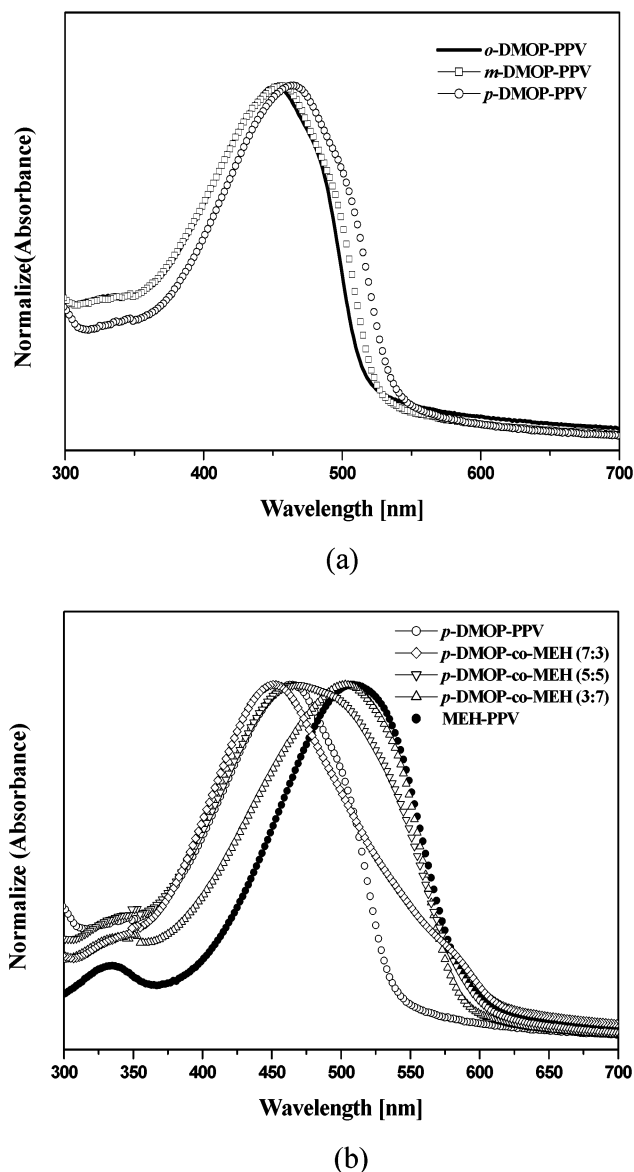 Normalize(Absorbance)
o-DMOP-PPV
m-DMOP-PPV
p-DMOP-PPV
300 400 500 600 700
Wavelength [nm]
(a)
Normalize (Absorbance)
p-DMOP-PPV
p-DMOP-co-MEH (7:3)
p-DMOP-co-MEH (5:5)
p-DMOP-co-MEH (3:7)
MEH-PPV
300 350 400 450 500 550 600 650 700
Wavelength [nm]
(b)